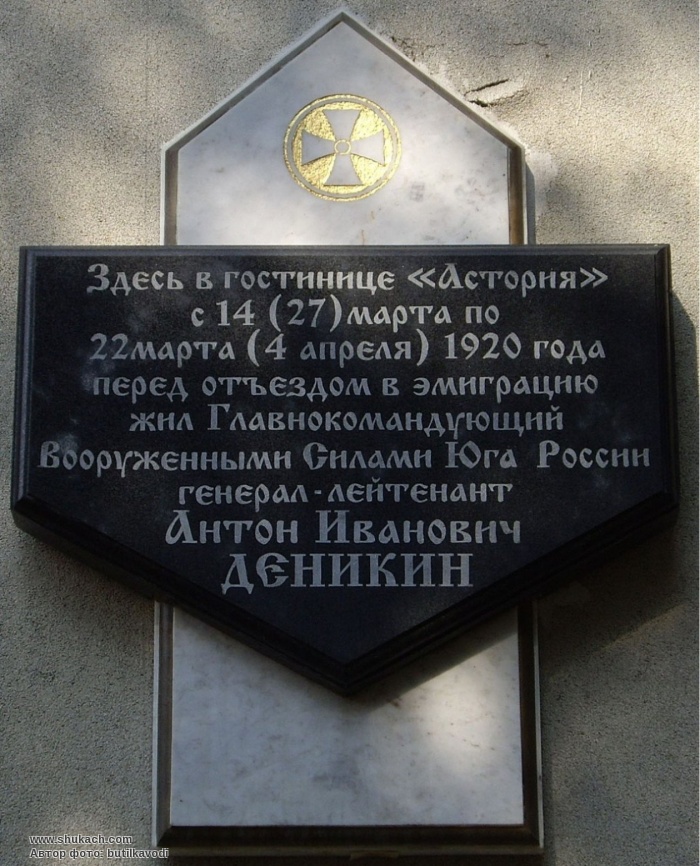 Здесь в гостинице «Астория»
с 14 (27)марта по
22марта (4 апреля) 1920 года
перед отъездом в эмиграцию
жил Главнокомандующий
Вооруженными Силами Юга России
генерал-лейтенант
Антон Иванович
ДЕНИКИН
www.shukach.com
Автор фото: butilkavodi